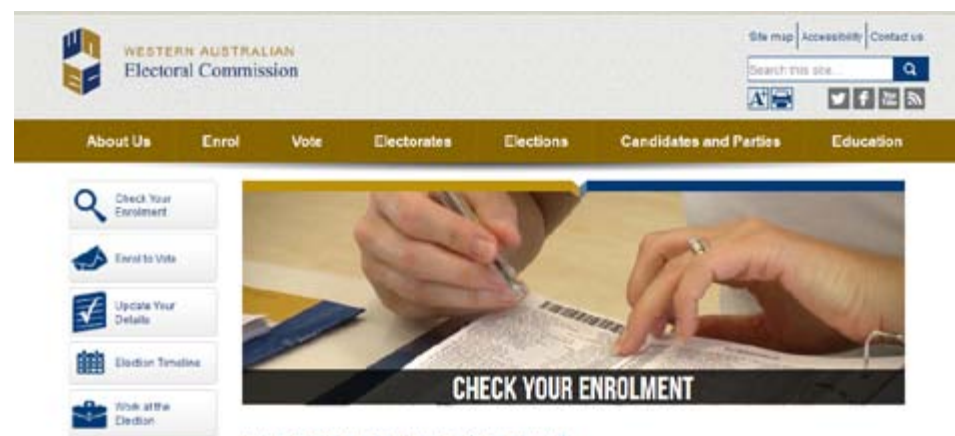 Site map Accessibility Contact us
WESTERN AUSTRALIAN
Electoral Commission
Search this site...
A+
You Tube
About Us Enrol Vote Electorates Elections Candidates and Parties Education
Check Your
Enrolment
Enrol to Vote
Update Your
Details
Election Timeline
Work at the
Election
CHECK YOUR ENROLMENT